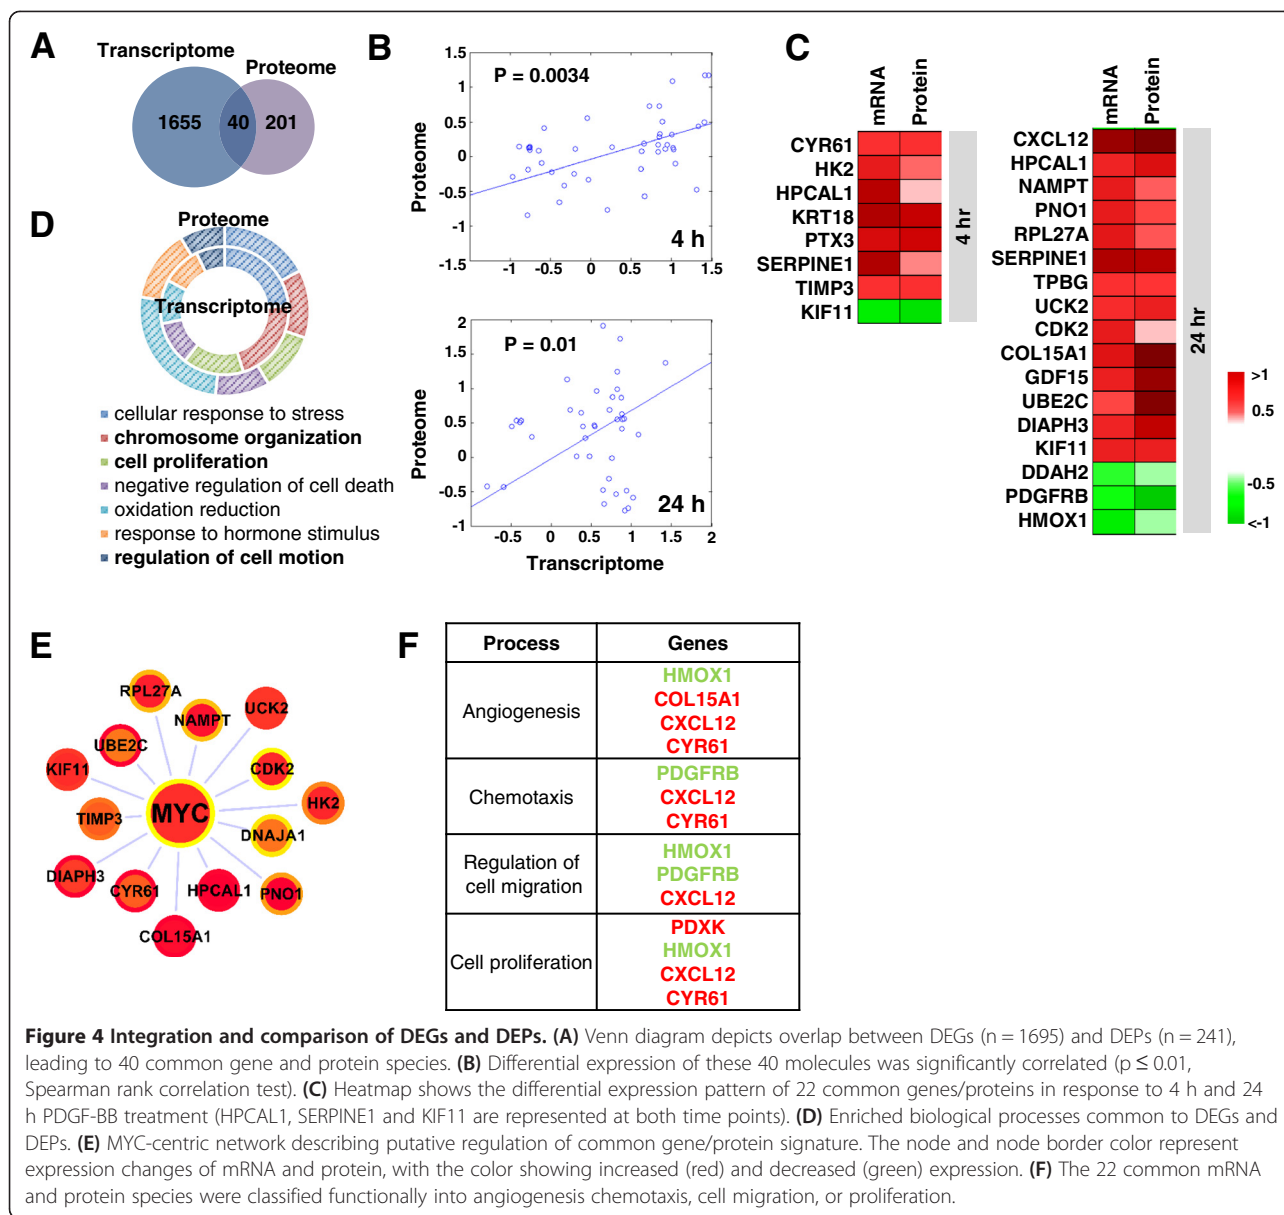 A
Transcriptome
Proteome
1655
40
201
B
P = 0.0034
Proteome
1.5
1
0.5
0
-0.5
-1
-1.5
-1
-0.5
0
0.5
1
1.5
4 h
P = 0.01
Proteome
2
1.5
1
0.5
0
-0.5
-1
-0.5
0
0.5
1
1.5
2
24 h
Transcriptome
C
mRNA
Protein
CYR61
HK2
HPCAL1
KRT18
PTX3
SERPINE1
TIMP3
KIF11
4 hr
mRNA
Protein
CXCL12
HPCAL1
NAMPT
PNO1
RPL27A
SERPINE1
TPBG
UCK2
CDK2
COL15A1
GDF15
UBE2C
DIAPH3
KIF11
DDAH2
PDGFRB
HMOX1
24 hr
>1
0.5
-0.5
<-1
D
Proteome
Transcriptome
cellular response to stress
chromosome organization
cell proliferation
negative regulation of cell death
oxidation reduction
response to hormone stimulus
regulation of cell motion
E
RPL27A
NAMPT
UCK2
UBE2C
KIF11
CDK2
MYC
HK2
TIMP3
DNAJA1
DIAPH3
CYR61
HPCAL1
PNO1
COL15A1
F
Process
Genes
Angiogenesis
HMOX1
COL15A1
CXCL12
CYR61
Chemotaxis
PDGFRB
CXCL12
CYR61
Regulation of
cell migration
HMOX1
PDGFRB
CXCL12
Cell proliferation
PDXK
HMOX1
CXCL12
CYR61
Figure 4 Integration and comparison of DEGs and DEPs. (A) Venn diagram depicts overlap between DEGs (n = 1695) and DEPs (n = 241),
leading to 40 common gene and protein species. (B) Differential expression of these 40 molecules was significantly correlated (p ≤ 0.01,
Spearman rank correlation test). (C) Heatmap shows the differential expression pattern of 22 common genes/proteins in response to 4 h and 24
h PDGF-BB treatment (HPCAL1, SERPINE1 and KIF11 are represented at both time points). (D) Enriched biological processes common to DEGs and
DEPs. (E) MYC-centric network describing putative regulation of common gene/protein signature. The node and node border color represent
expression changes of mRNA and protein, with the color showing increased (red) and decreased (green) expression. (F) The 22 common mRNA
and protein species were classified functionally into angiogenesis chemotaxis, cell migration, or proliferation.